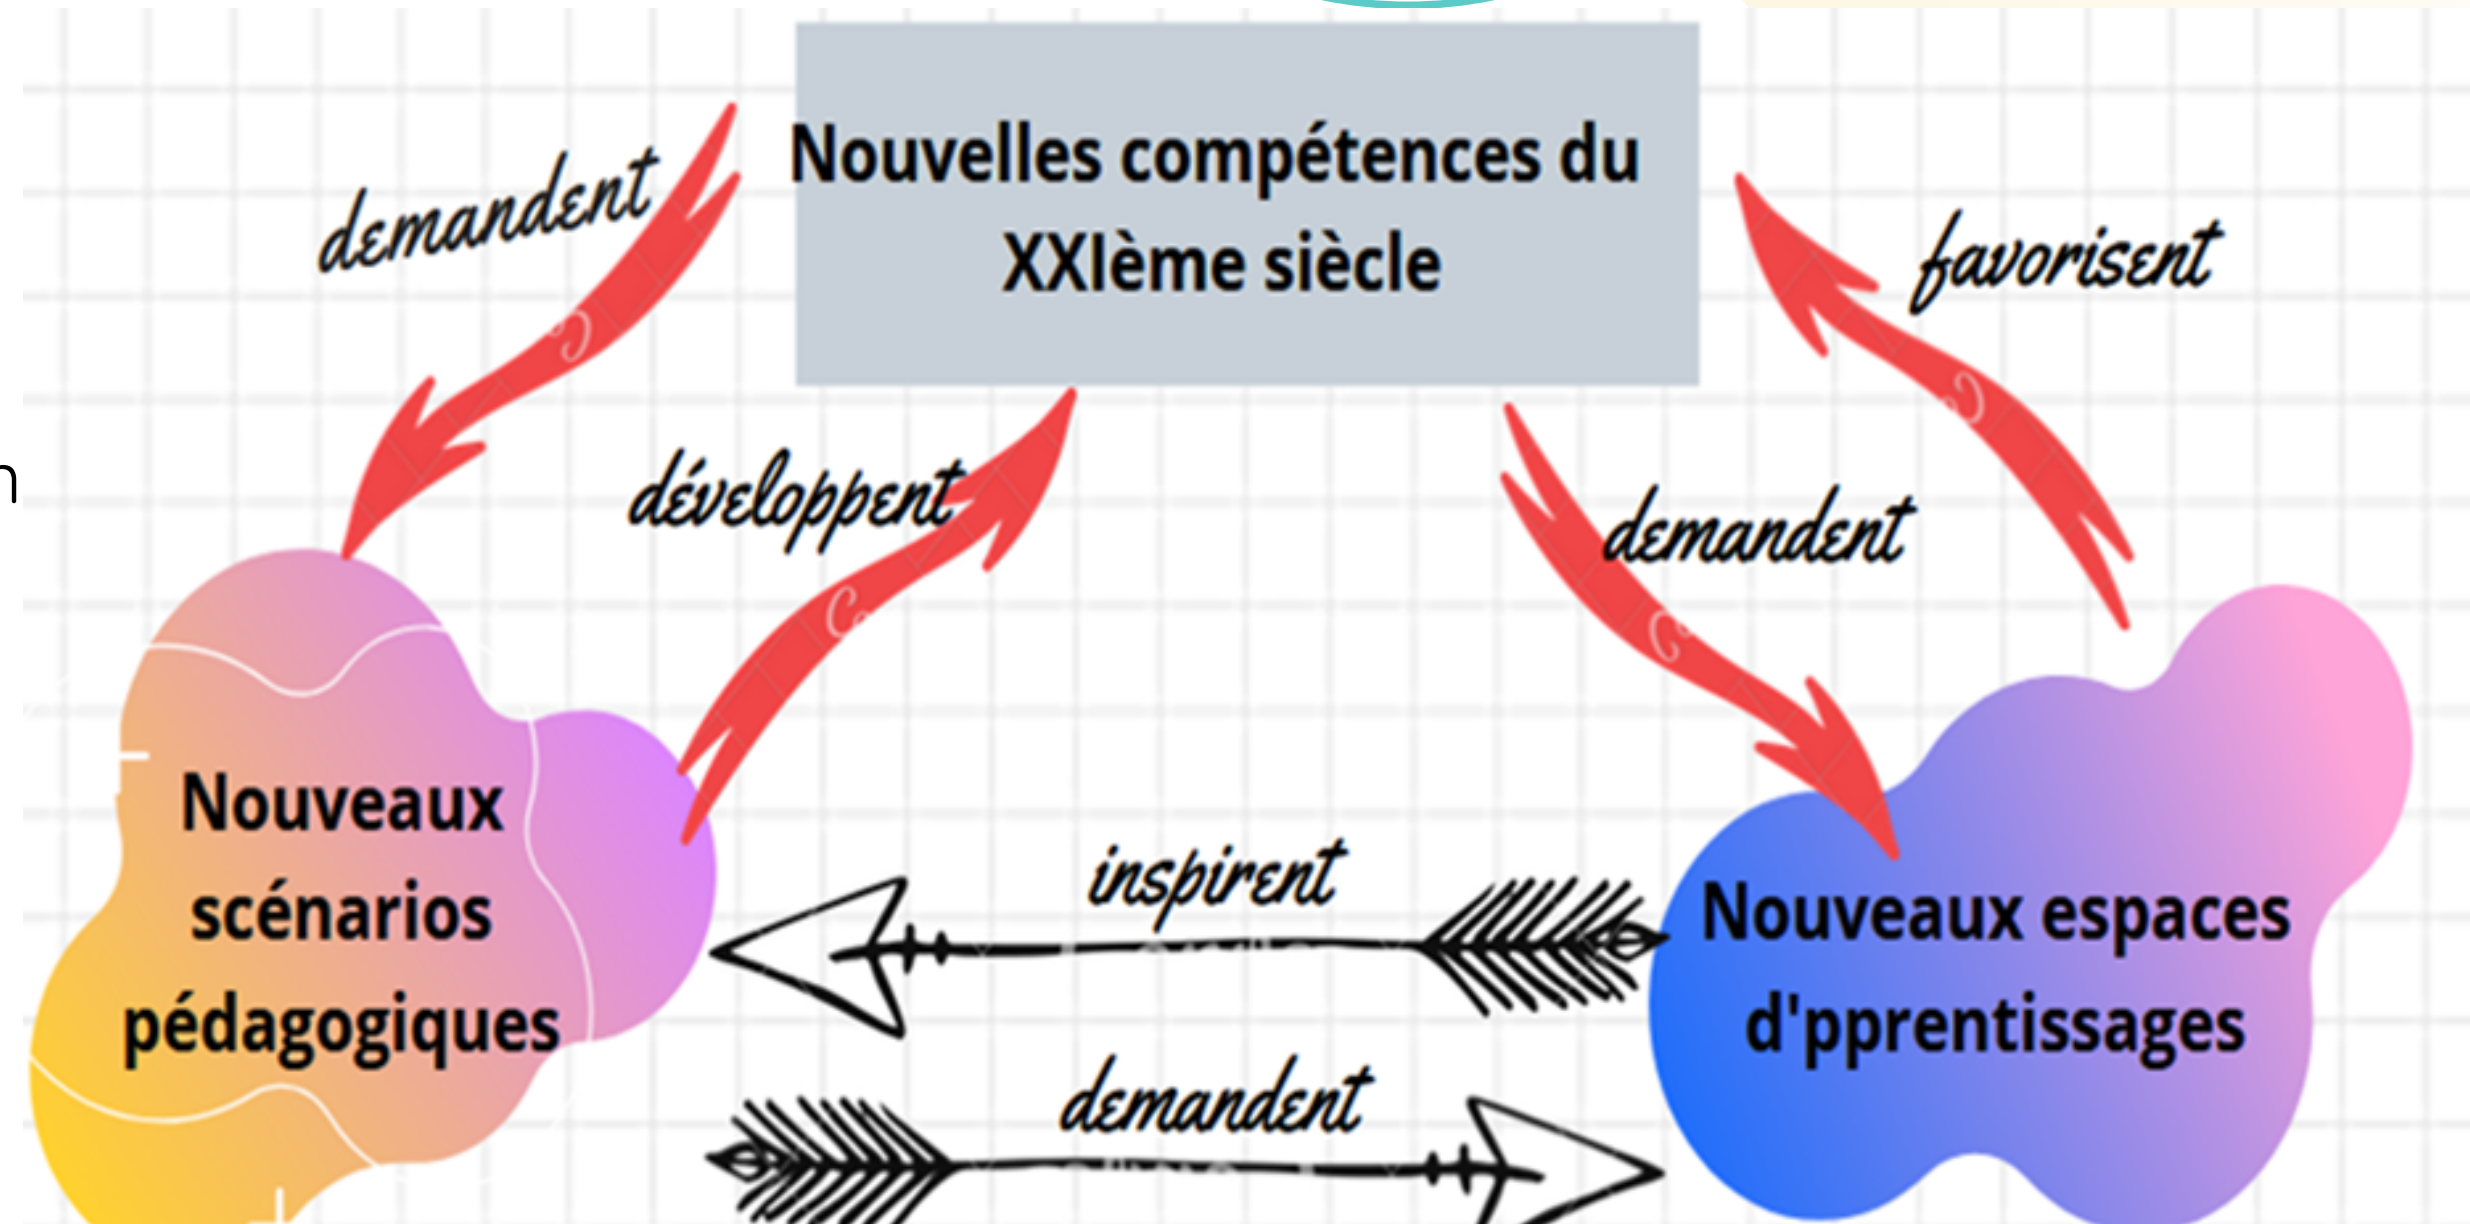 Nouvelles compétences du
XXIème siècle
demandent
favorisent
développent
demandent
n
Nouveaux
scénarios
pédagogiques
inspirent
demandent
Nouveaux espaces
d'pprentissages